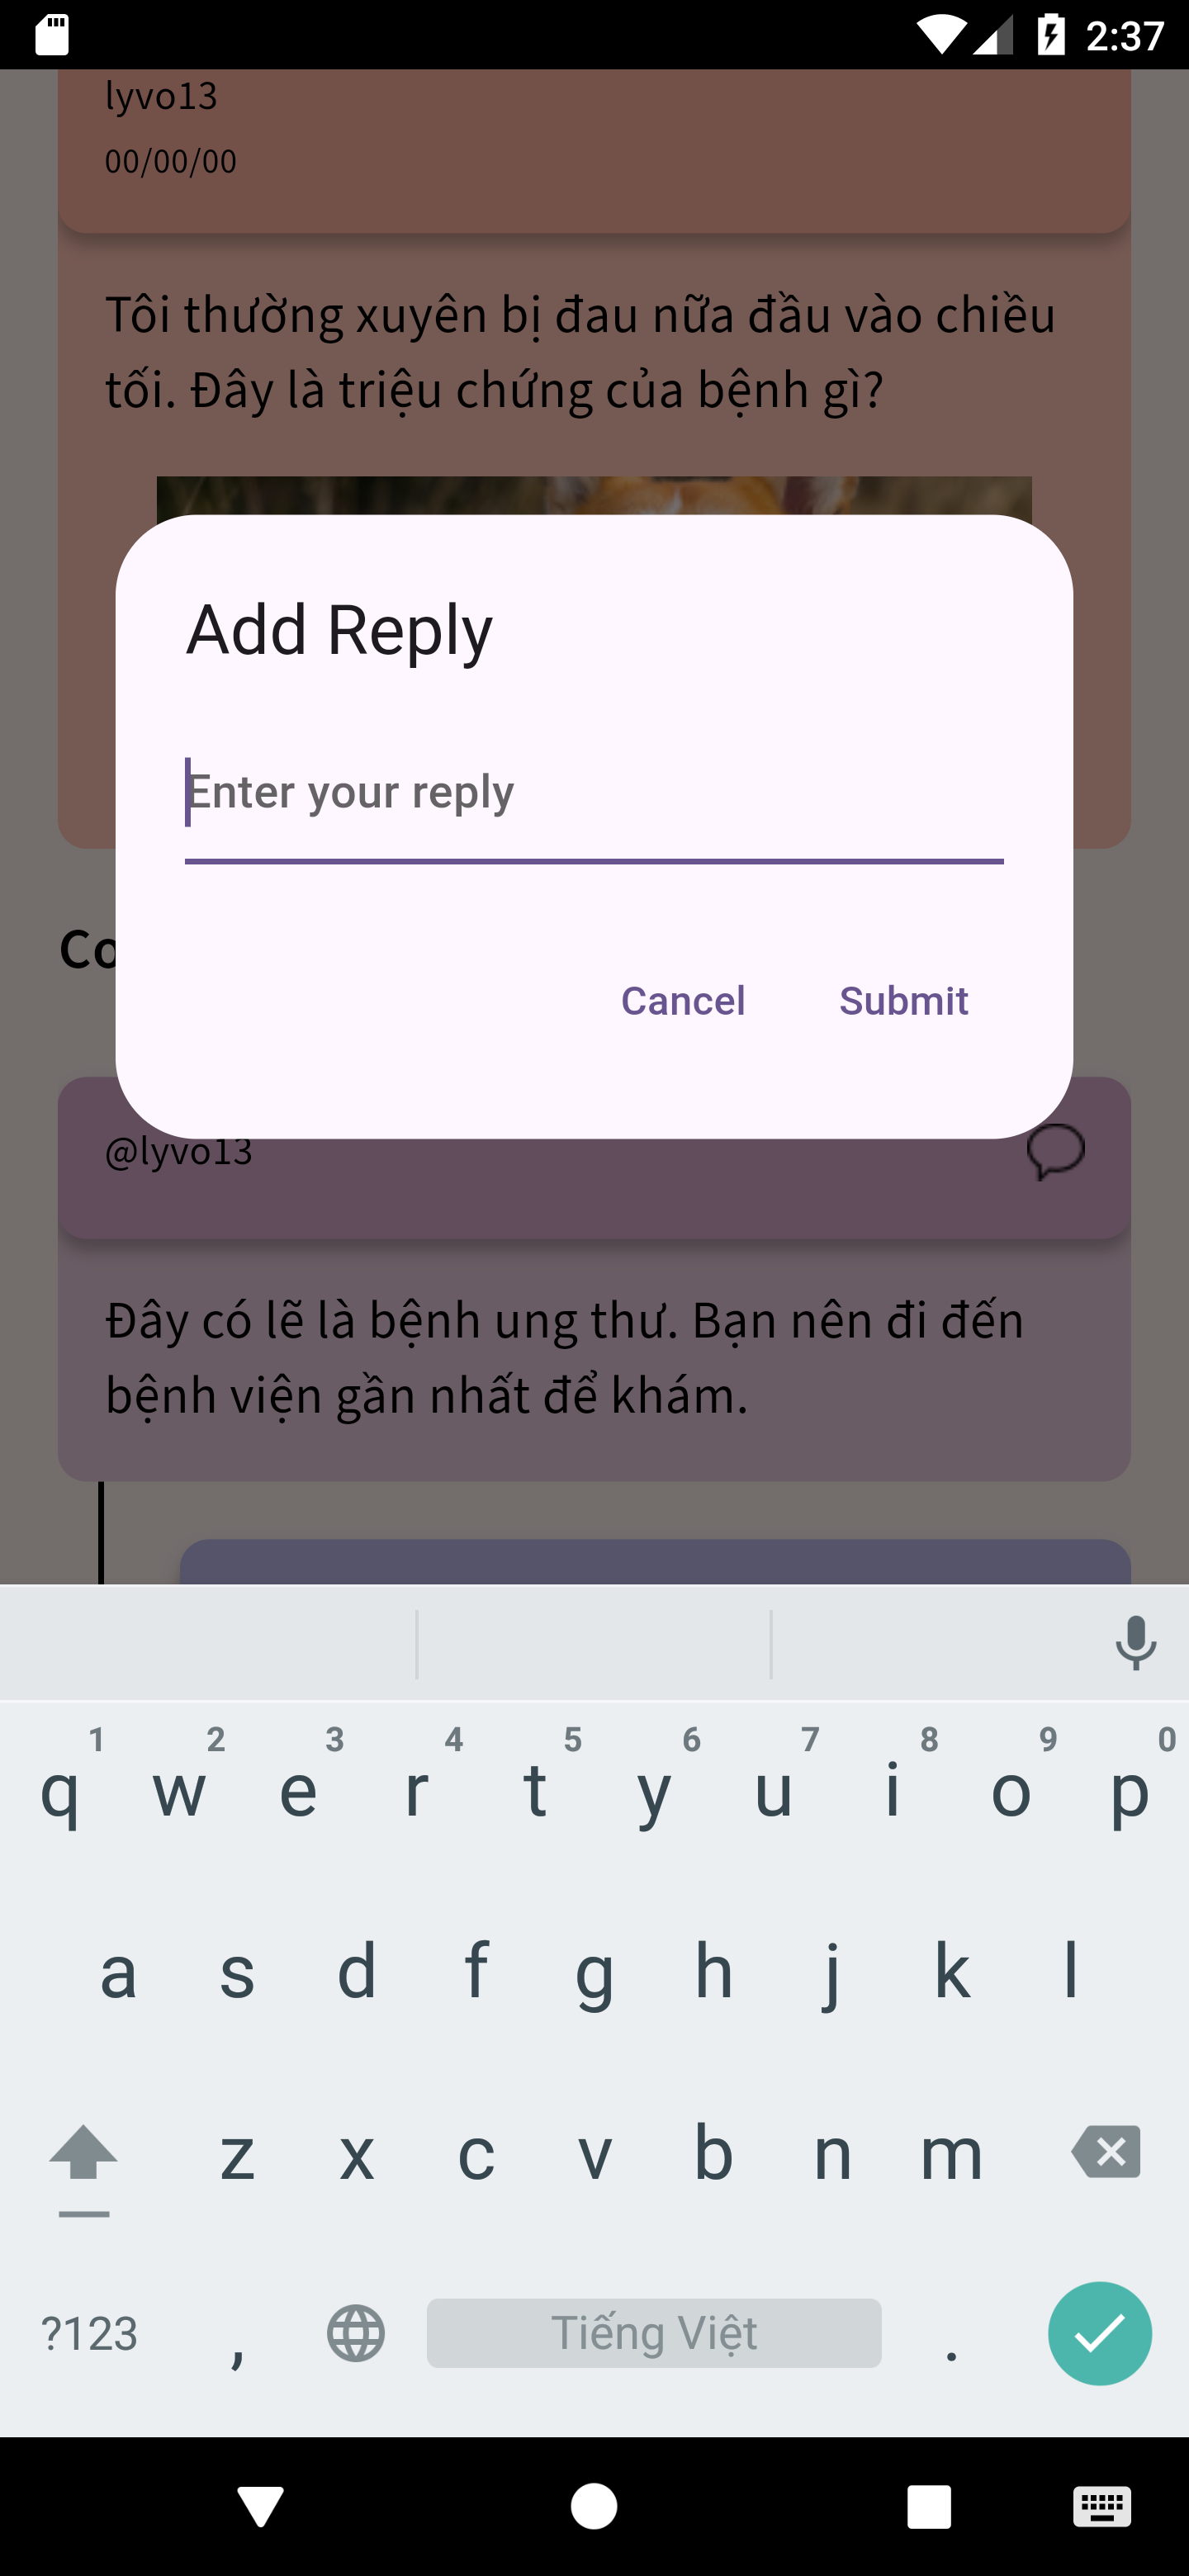 2:37
lyvo13
00/00/00
Tôi thường xuyên bị đau nữa đầu vào chiều
tối. Đây là triệu chứng của bệnh gì?
Add Reply
Enter your reply
Co
Cancel Submit
@lyvo13
Đây có lẽ là bệnh ung thư. Bạn nên đi đến
bệnh viện gần nhất để khám.
1 2 3 4 5 6 7 8 9 0
q w e r t y u i o p
a s d f g h j k l
z x c v b n m
?123 , Tiếng Việt .